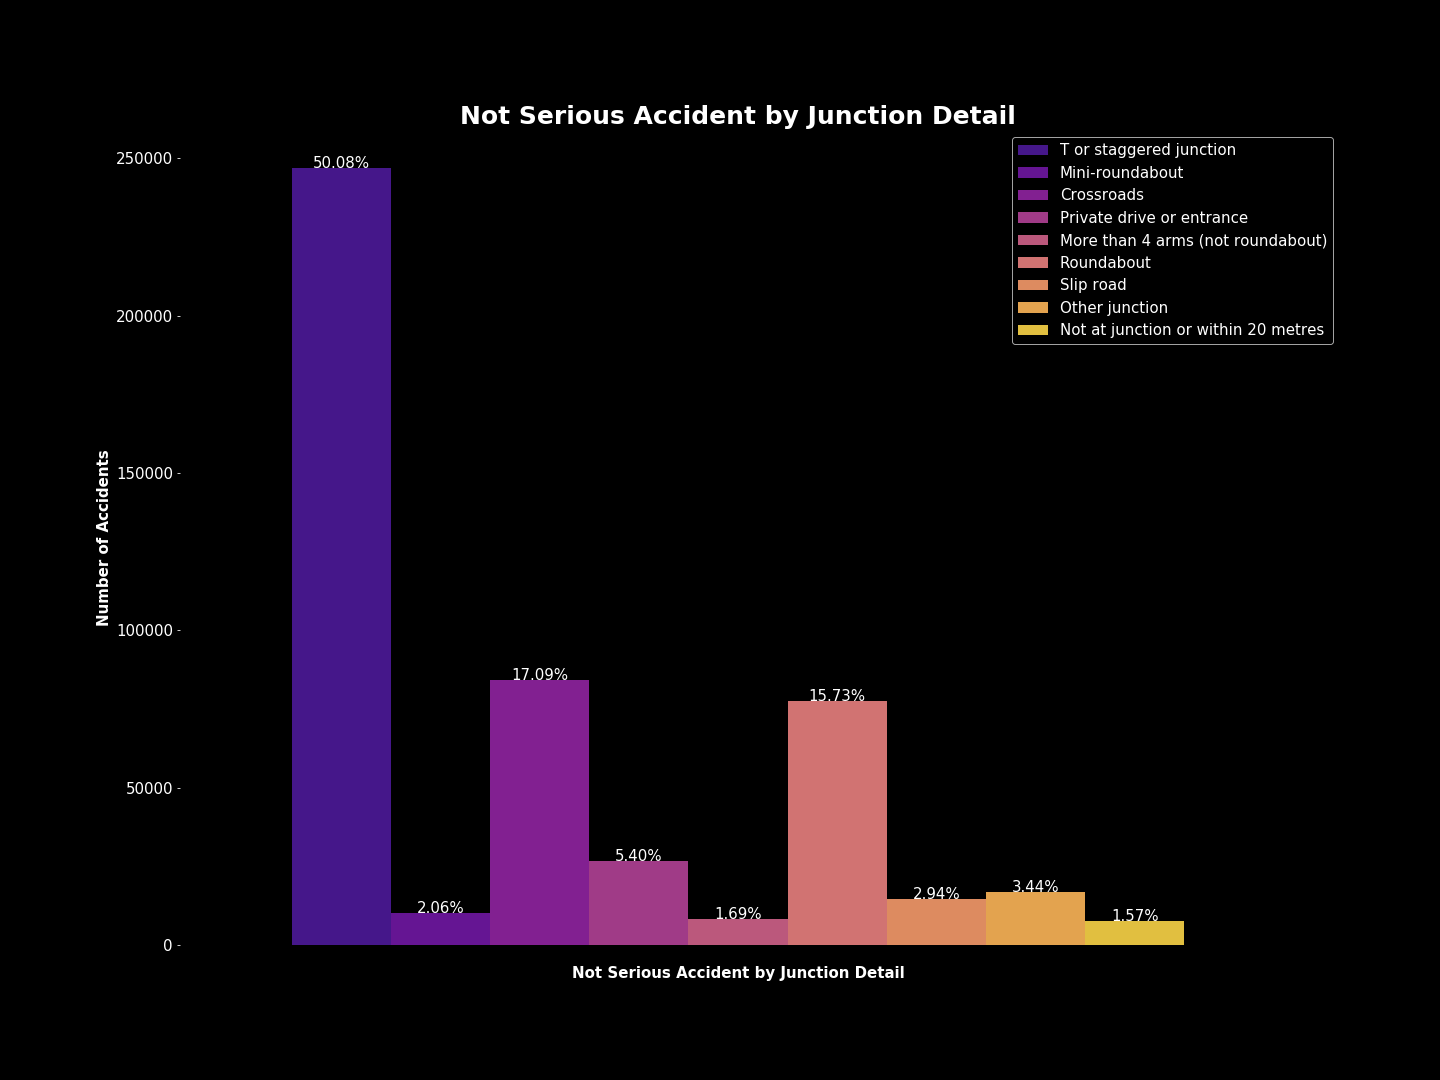 Not Serious Accident by Junction Detail
T or staggered junction
Mini-roundabout
Crossroads
Private drive or entrance
More than 4 arms (not roundabout)
Roundabout
Slip road
Other junction
Not at junction or within 20 metres
250000
200000
150000
100000
50000
0
Number of Accidents
50.08%
2.06%
17.09%
5.40%
1.69%
15.73%
2.94%
3.44%
1.57%
Not Serious Accident by Junction Detail